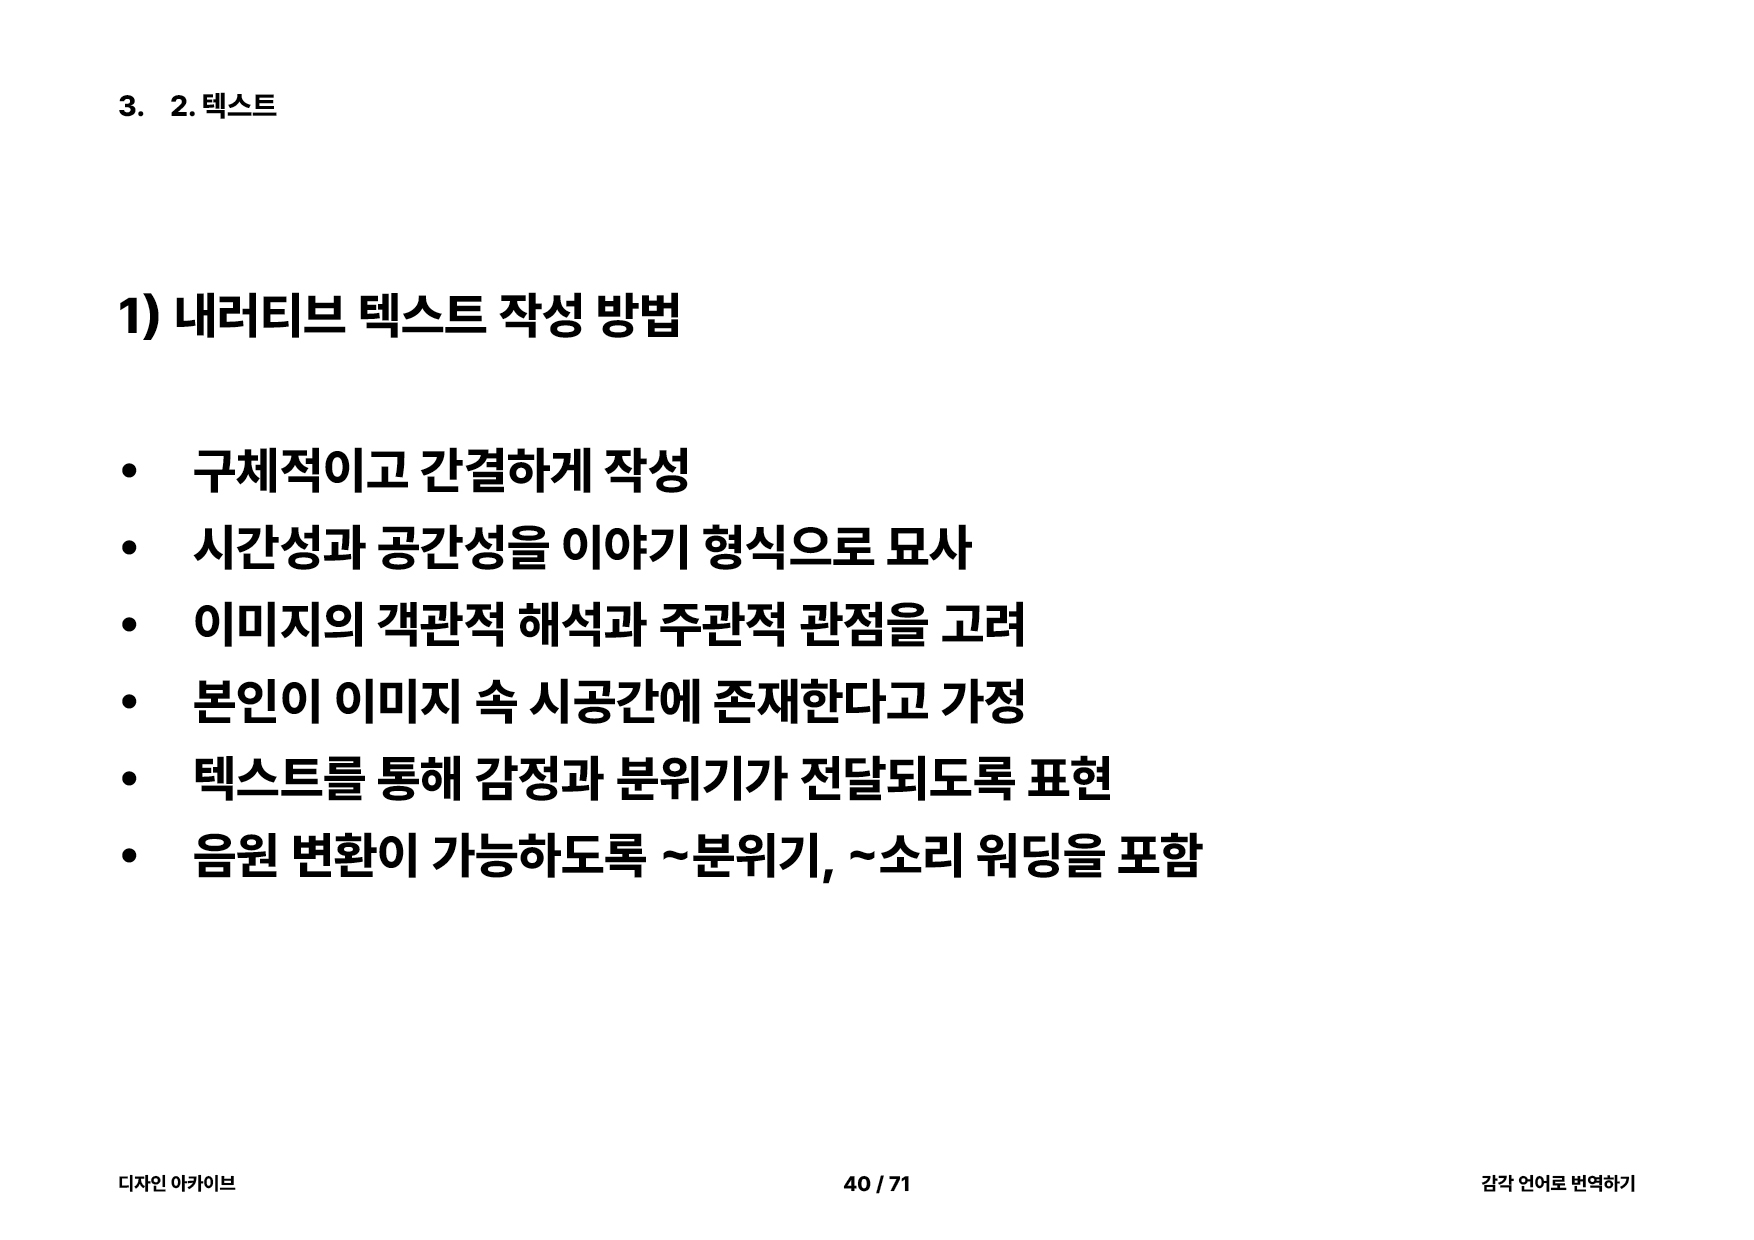 3. 2. 텍스트
1) 내러티브 텍스트 작성 방법
• 구체적이고 간결하게 작성
• 시간성과 공간성을 이야기 형식으로 묘사
• 이미지의 객관적 해석과 주관적 관점을 고려
• 본인이 이미지 속 시공간에 존재한다고 가정
• 텍스트를 통해 감정과 분위기가 전달되도록 표현
• 음원 변환이 가능하도록 ~분위기, ~소리 워딩을 포함
디자인 아카이브
40 / 71
감각 언어로 번역하기